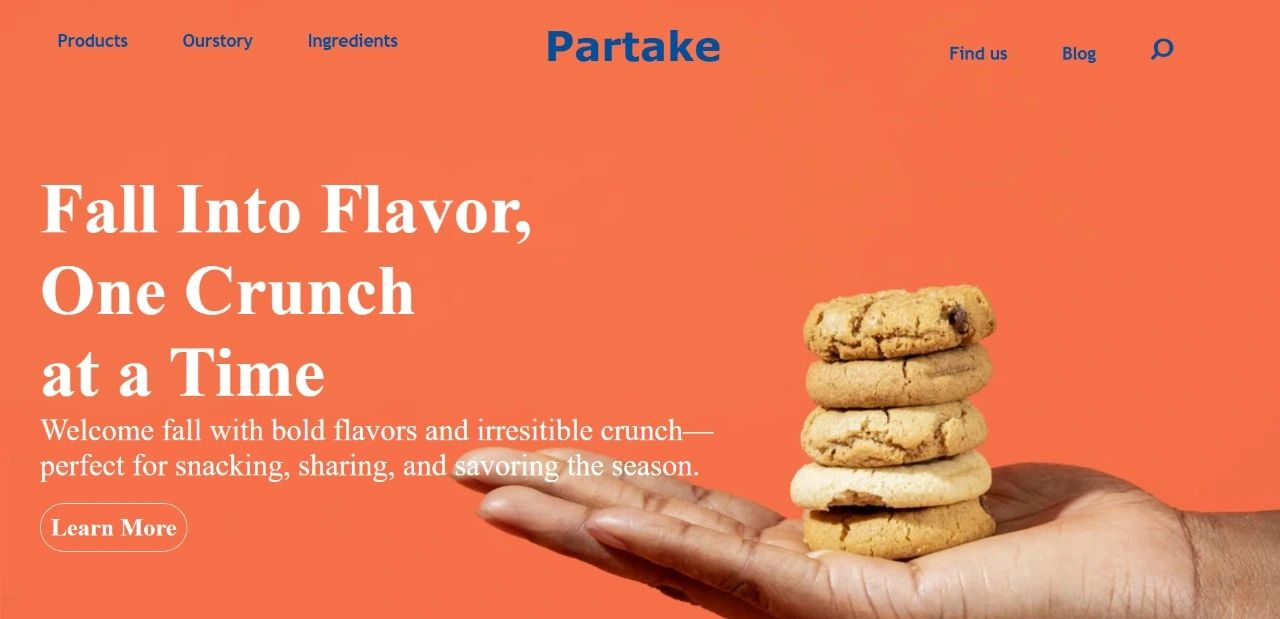 Products Ourstory Ingredients Partake Find us Blog
Fall Into Flavor,
One Crunch
at a Time
Welcome fall with bold flavors and irresitible crunch—
perfect for snacking, sharing, and savoring the season.
Learn More